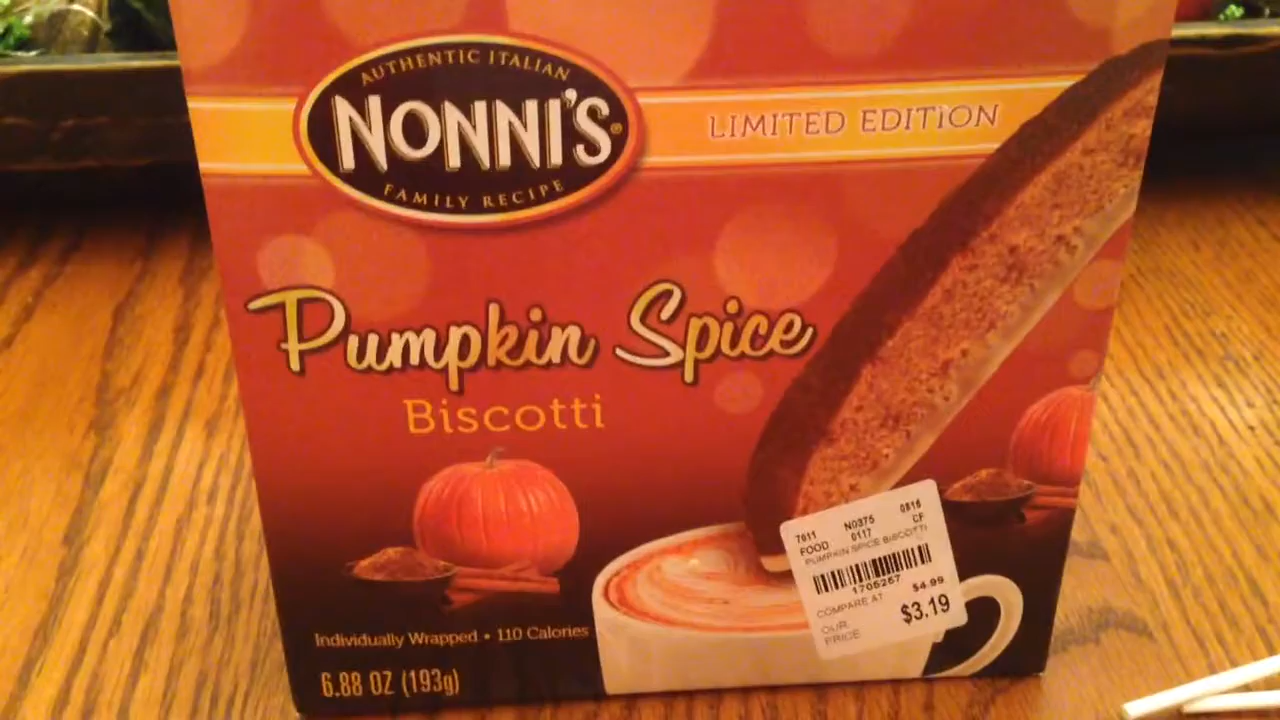 AUTHENTIC ITALIAN
NONNI'S®
FAMILY RECIPE
LIMITED EDITION
Pumpkin Spice
Biscotti
Individually Wrapped • 110 Calories
6.88 OZ (193g)
7011 N0375 0816
FOOD 0117 CF
PUMPKIN SPICE BISCOTTI
1705257
COMPARE AT $4.99
OUR PRICE $3.19